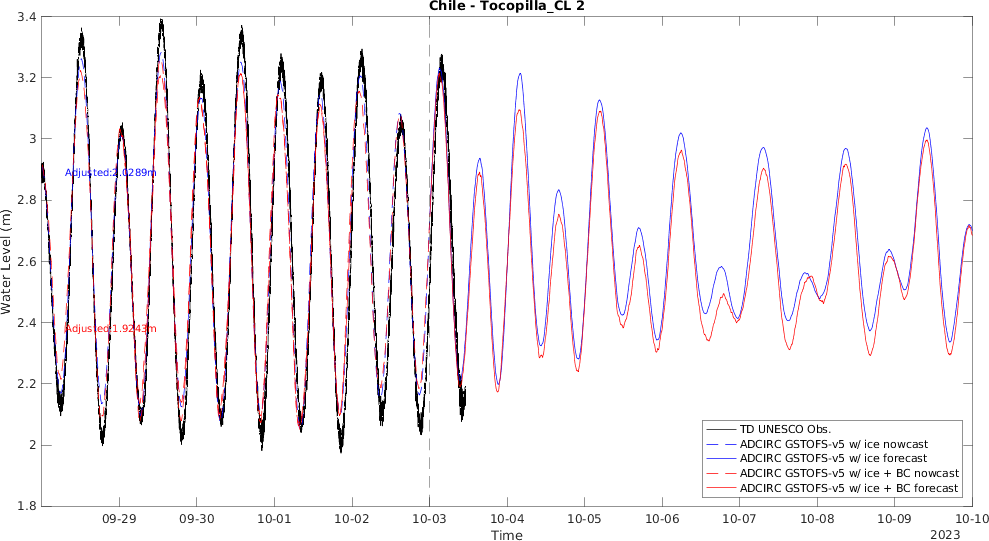 Chile - Tocopilla_CL 2
3.4
3.2
3
2.8
2.6
2.4
2.2
2
1.8
Water Level (m)
Adjusted:2.0289m
Adjusted:1.9243m
TD UNESCO Obs.
ADCIRC GSTOFS-v5 w/ ice nowcast
ADCIRC GSTOFS-v5 w/ ice forecast
ADCIRC GSTOFS-v5 w/ ice + BC nowcast
ADCIRC GSTOFS-v5 w/ ice + BC forecast
09-29 09-30 10-01 10-02 10-03 10-04 10-05 10-06 10-07 10-08 10-09 10-10
Time
2023